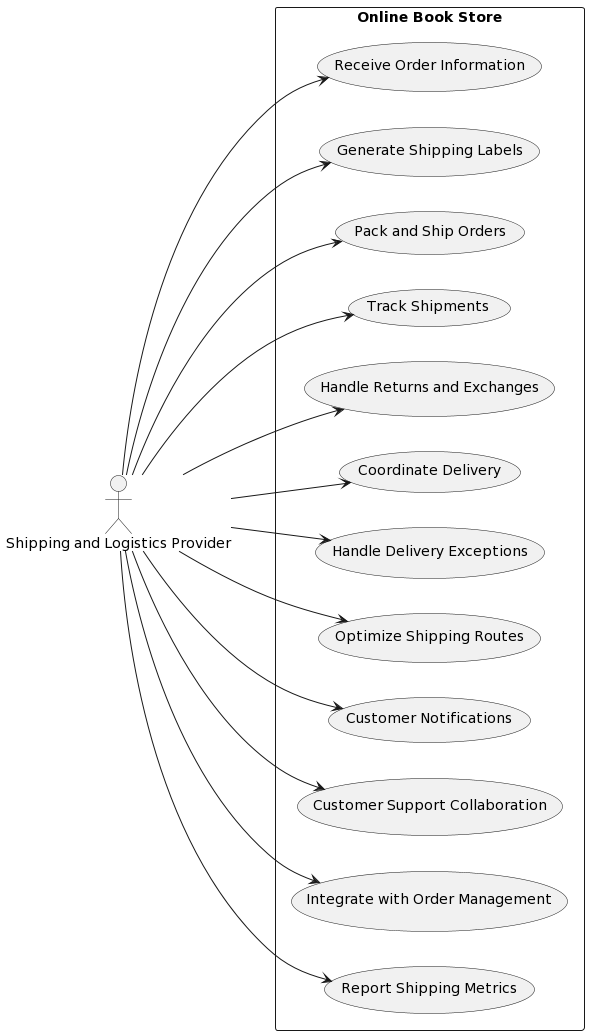 Online Book Store
Receive Order Information
Generate Shipping Labels
Pack and Ship Orders
Track Shipments
Handle Returns and Exchanges
Coordinate Delivery
Shipping and Logistics Provider
Handle Delivery Exceptions
Optimize Shipping Routes
Customer Notifications
Customer Support Collaboration
Integrate with Order Management
Report Shipping Metrics